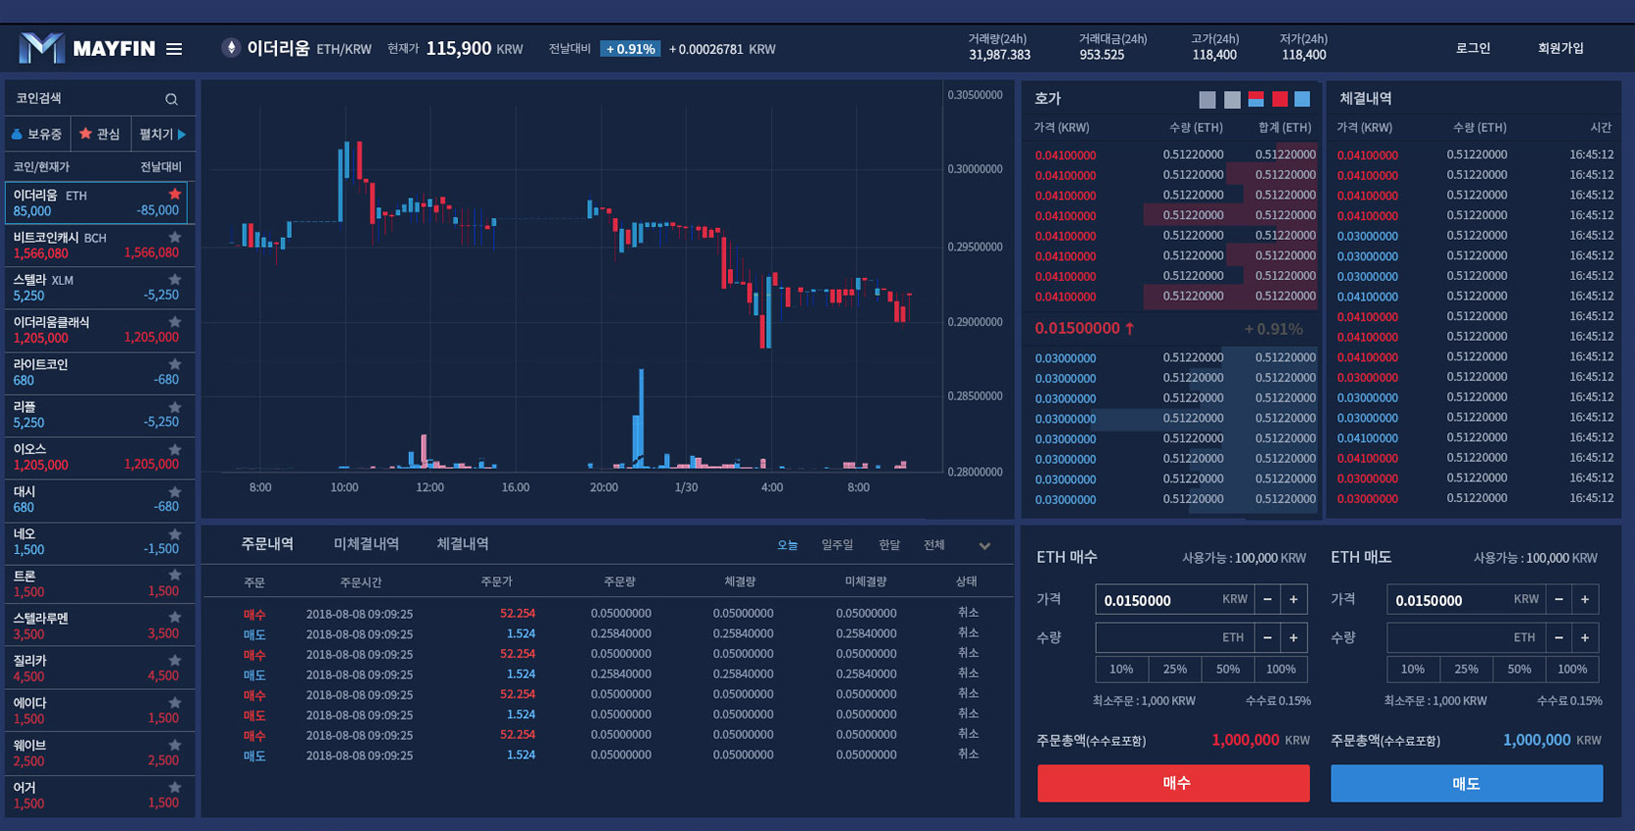 MAYFIN
이더리움 ETH/KRW 현재가 115,900 KRW 전날대비 + 0.91% + 0.00026781 KRW
거래량(24h) 거래대금(24h) 고가(24h) 저가(24h)
31,987.383 953.525 118,400 118,400
로그인 회원가입
코인검색
보유중 관심 펼치기
코인/현재가 전날대비
이더리움 ETH
85,000 -85,000
비트코인캐시 BCH
1,566,080 1,566,080
스텔라 XLM
5,250 -5,250
이더리움클래식
1,205,000 1,205,000
라이트코인
680 -680
리플
5,250 -5,250
이오스
1,205,000 1,205,000
대시
680 -680
네오
1,500 -1,500
트론
1,500 1,500
스텔라루멘
3,500 3,500
질리카
4,500 4,500
에이다
1,500 1,500
웨이브
2,500 2,500
어거
1,500 1,500
0.30500000
0.30000000
0.29500000
0.29000000
0.28500000
0.28000000
8:00 10:00 12:00 16.00 20:00 1/30 4:00 8:00
호가
가격 (KRW) 수량 (ETH) 합계 (ETH)
0.04100000 0.51220000 0.51220000
0.04100000 0.51220000 0.51220000
0.04100000 0.51220000 0.51220000
0.04100000 0.51220000 0.51220000
0.04100000 0.51220000 0.51220000
0.04100000 0.51220000 0.51220000
0.04100000 0.51220000 0.51220000
0.04100000 0.51220000 0.51220000
0.01500000 ↑ + 0.91%
0.03000000 0.51220000 0.51220000
0.03000000 0.51220000 0.51220000
0.03000000 0.51220000 0.51220000
0.03000000 0.51220000 0.51220000
0.03000000 0.51220000 0.51220000
0.03000000 0.51220000 0.51220000
0.03000000 0.51220000 0.51220000
0.03000000 0.51220000 0.51220000
체결내역
가격 (KRW) 수량 (ETH) 시간
0.04100000 0.51220000 16:45:12
0.04100000 0.51220000 16:45:12
0.04100000 0.51220000 16:45:12
0.04100000 0.51220000 16:45:12
0.03000000 0.51220000 16:45:12
0.03000000 0.51220000 16:45:12
0.03000000 0.51220000 16:45:12
0.04100000 0.51220000 16:45:12
0.04100000 0.51220000 16:45:12
0.04100000 0.51220000 16:45:12
0.04100000 0.51220000 16:45:12
0.03000000 0.51220000 16:45:12
0.03000000 0.51220000 16:45:12
0.03000000 0.51220000 16:45:12
0.04100000 0.51220000 16:45:12
0.04100000 0.51220000 16:45:12
0.03000000 0.51220000 16:45:12
0.03000000 0.51220000 16:45:12
주문내역 미체결내역 체결내역 오늘 일주일 한달 전체
주문 주문시간 주문가 주문량 체결량 미체결량 상태
매수 2018-08-08 09:09:25 52.254 0.05000000 0.05000000 0.05000000 취소
매도 2018-08-08 09:09:25 1.524 0.25840000 0.25840000 0.25840000 취소
매수 2018-08-08 09:09:25 52.254 0.05000000 0.05000000 0.05000000 취소
매도 2018-08-08 09:09:25 1.524 0.25840000 0.25840000 0.25840000 취소
매수 2018-08-08 09:09:25 52.254 0.05000000 0.05000000 0.05000000 취소
매도 2018-08-08 09:09:25 1.524 0.05000000 0.05000000 0.05000000 취소
매수 2018-08-08 09:09:25 52.254 0.05000000 0.05000000 0.05000000 취소
매도 2018-08-08 09:09:25 1.524 0.05000000 0.05000000 0.05000000 취소
ETH 매수 사용가능 : 100,000 KRW
가격 0.0150000 KRW − +
수량 ETH − +
10% 25% 50% 100%
최소주문 : 1,000 KRW 수수료 0.15%
주문총액(수수료포함) 1,000,000 KRW
매수
ETH 매도 사용가능 : 100,000 KRW
가격 0.0150000 KRW − +
수량 ETH − +
10% 25% 50% 100%
최소주문 : 1,000 KRW 수수료 0.15%
주문총액(수수료포함) 1,000,000 KRW
매도